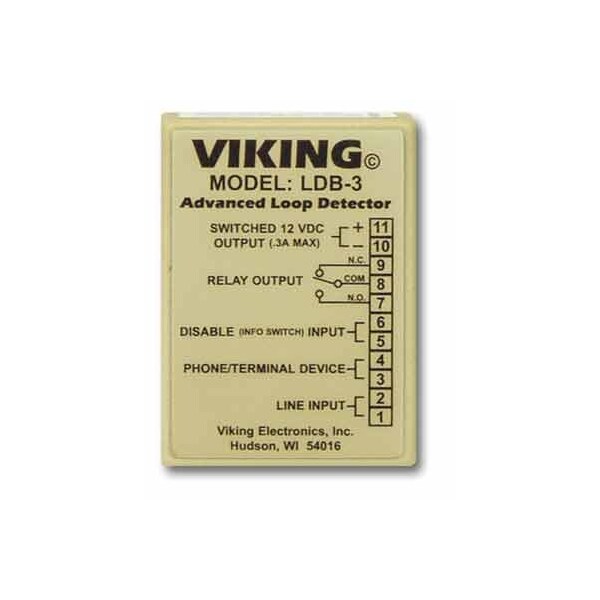 VIKING©
MODEL: LDB-3
Advanced Loop Detector
SWITCHED 12 VDC + 11
OUTPUT (.3A MAX) – 10
N.C. 9
RELAY OUTPUT COM 8
N.O. 7
DISABLE (INFO SWITCH) INPUT 6
5
PHONE/TERMINAL DEVICE 4
3
LINE INPUT 2
1
Viking Electronics, Inc.
Hudson, WI 54016